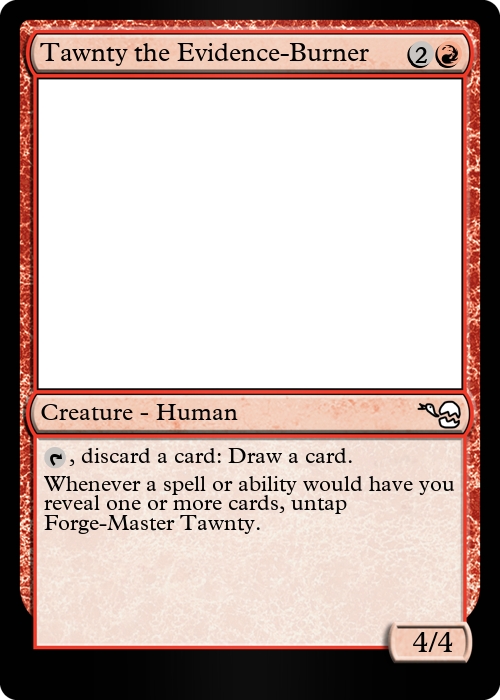 Tawnty the Evidence-Burner 2
Creature - Human
, discard a card: Draw a card.
Whenever a spell or ability would have you
reveal one or more cards, untap
Forge-Master Tawnty.
4/4